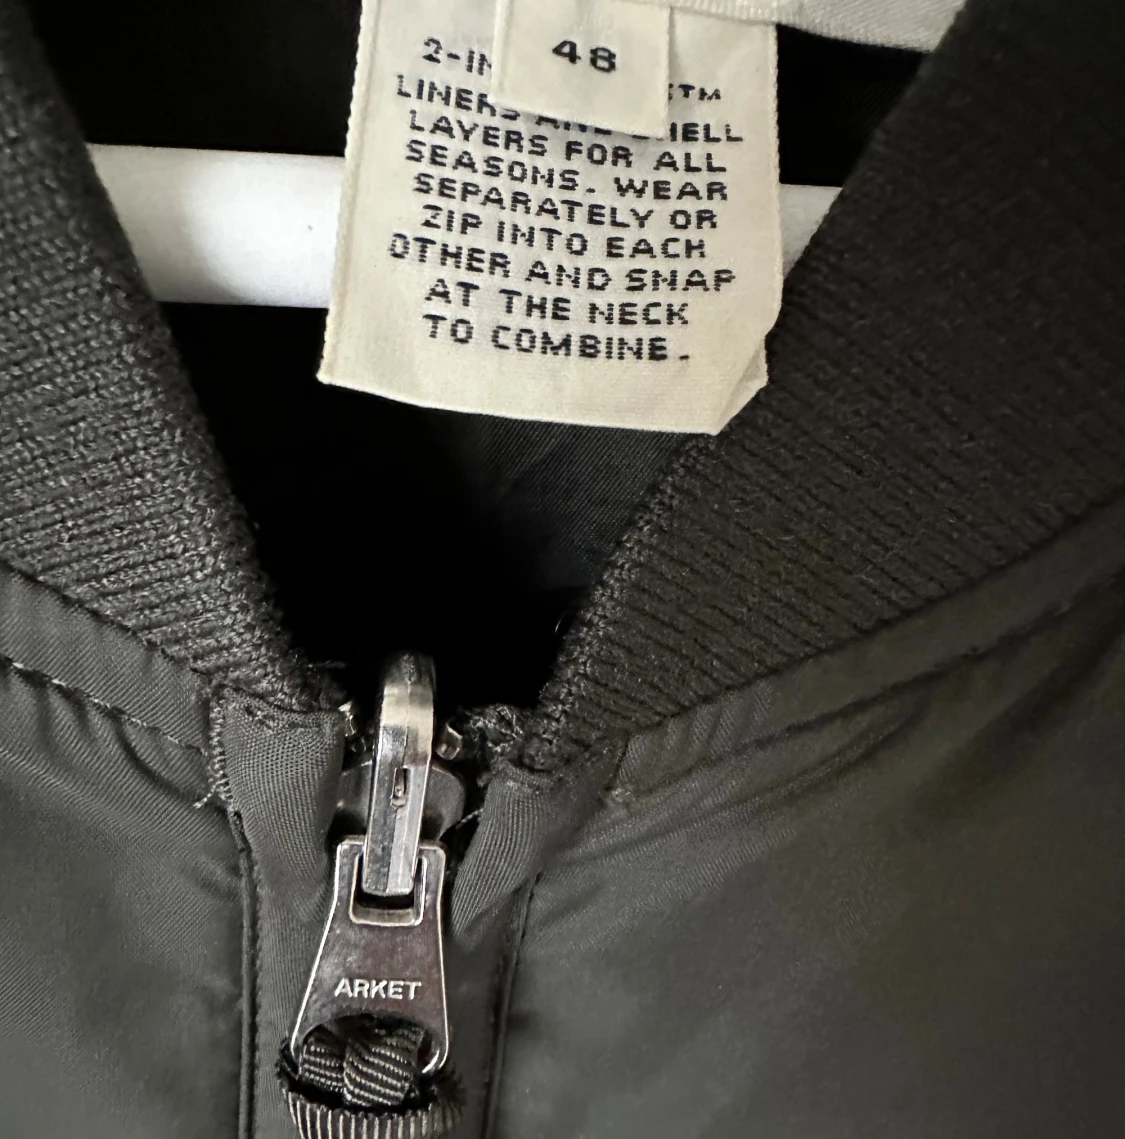 48
LINERS
LAYERS FOR ALL
SEASONS. WEAR
SEPARATELY OR
ZIP INTO EACH
OTHER AND SNAP
AT THE NECK
TO COMBINE.
ARKET